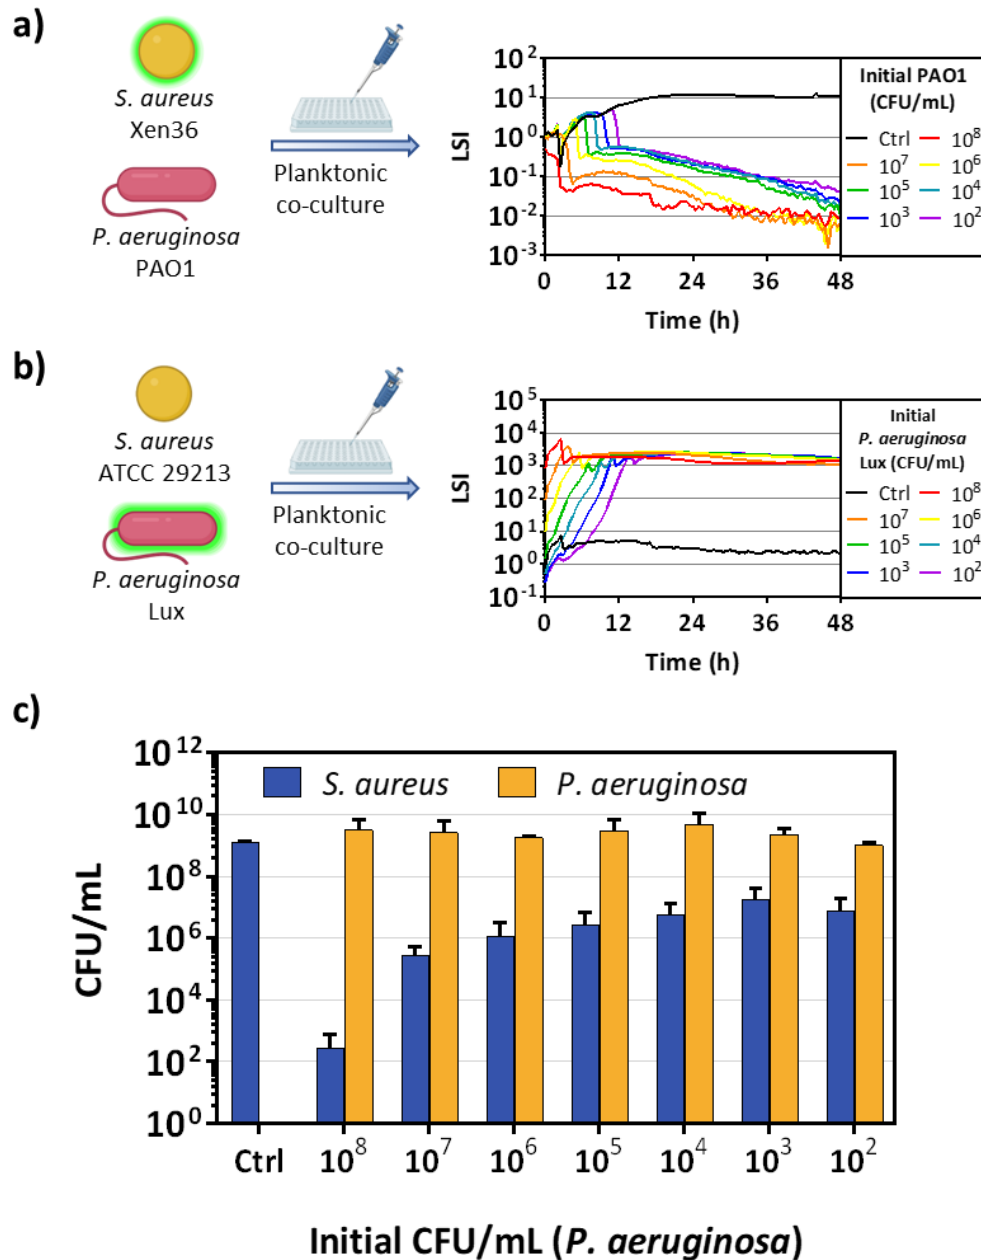 a)
S. aureus
Xen36
P. aeruginosa
PAO1
Planktonic
co-culture
LSI
10²
10¹
10⁰
10⁻¹
10⁻²
10⁻³
0 12 24 36 48
Time (h)
Initial PAO1
(CFU/mL)
Ctrl 10⁸
10⁷ 10⁶
10⁵ 10⁴
10³ 10²
b)
S. aureus
ATCC 29213
P. aeruginosa
Lux
Planktonic
co-culture
LSI
10⁵
10⁴
10³
10²
10¹
10⁰
10⁻¹
0 12 24 36 48
Time (h)
Initial
P. aeruginosa
Lux (CFU/mL)
Ctrl 10⁸
10⁷ 10⁶
10⁵ 10⁴
10³ 10²
c)
CFU/mL
10¹²
10¹⁰
10⁸
10⁶
10⁴
10²
10⁰
S. aureus P. aeruginosa
Ctrl 10⁸ 10⁷ 10⁶ 10⁵ 10⁴ 10³ 10²
Initial CFU/mL (P. aeruginosa)